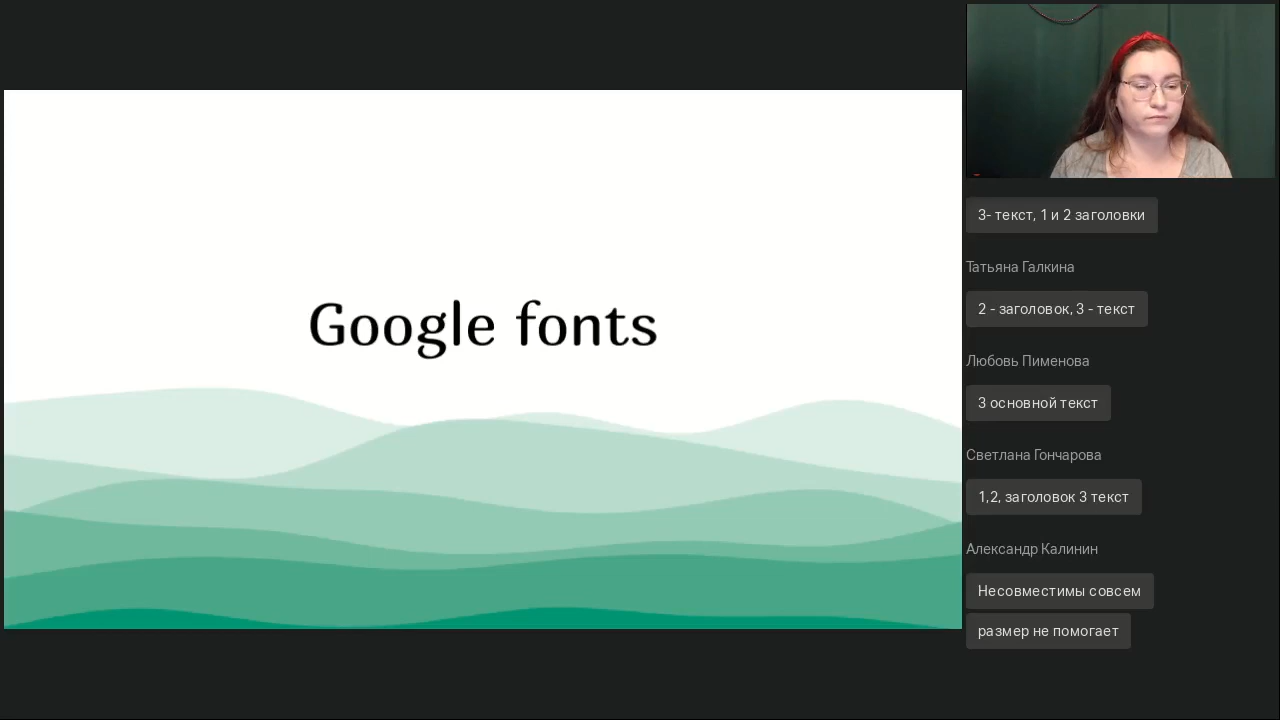 Google fonts
3- текст, 1 и 2 заголовки
Татьяна Галкина
2 - заголовок, 3 - текст
Любовь Пименова
3 основной текст
Светлана Гончарова
1,2, заголовок 3 текст
Александр Калинин
Несовместимы совсем
размер не помогает